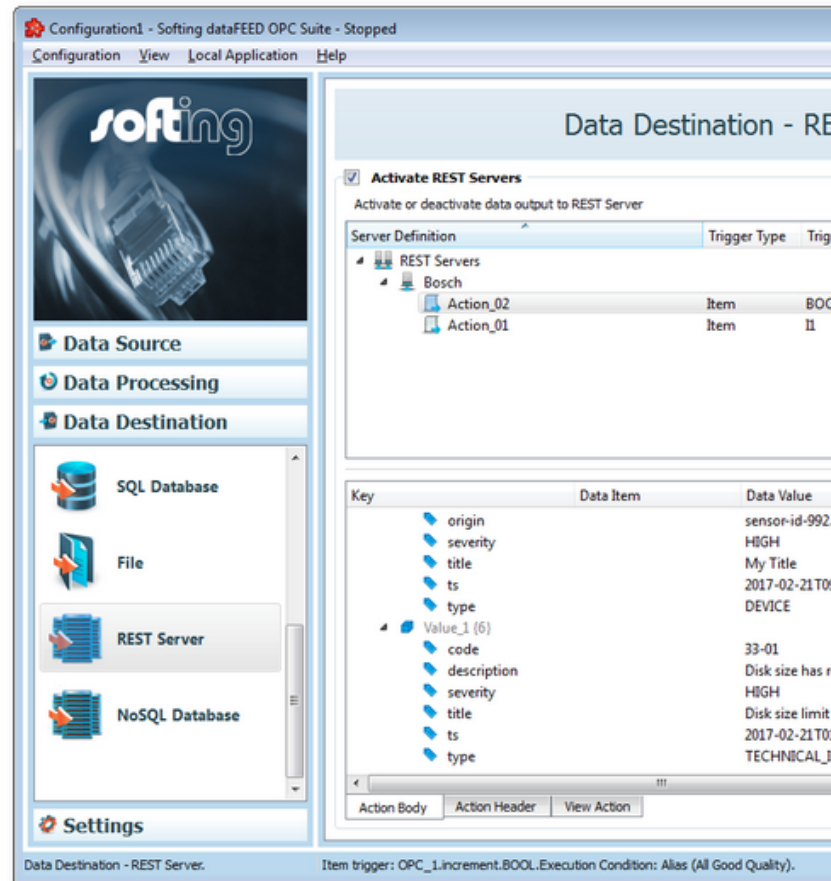 Configuration1 - Softing dataFEED OPC Suite - Stopped
Configuration View Local Application Help
softing
Data Source
Data Processing
Data Destination
SQL Database
File
REST Server
NoSQL Database
Settings
Data Destination - RE
Activate REST Servers
Activate or deactivate data output to REST Server
Server Definition Trigger Type Trig
REST Servers
Bosch
Action_02 Item BOO
Action_01 Item I1
Key Data Item Data Value
origin sensor-id-992
severity HIGH
title My Title
ts 2017-02-21T09
type DEVICE
Value_1 {6}
code 33-01
description Disk size has r
severity HIGH
title Disk size limit
ts 2017-02-21T01
type TECHNICAL_I
Action Body Action Header View Action
Data Destination - REST Server. Item trigger: OPC_1.increment.BOOL.Execution Condition: Alias (All Good Quality).